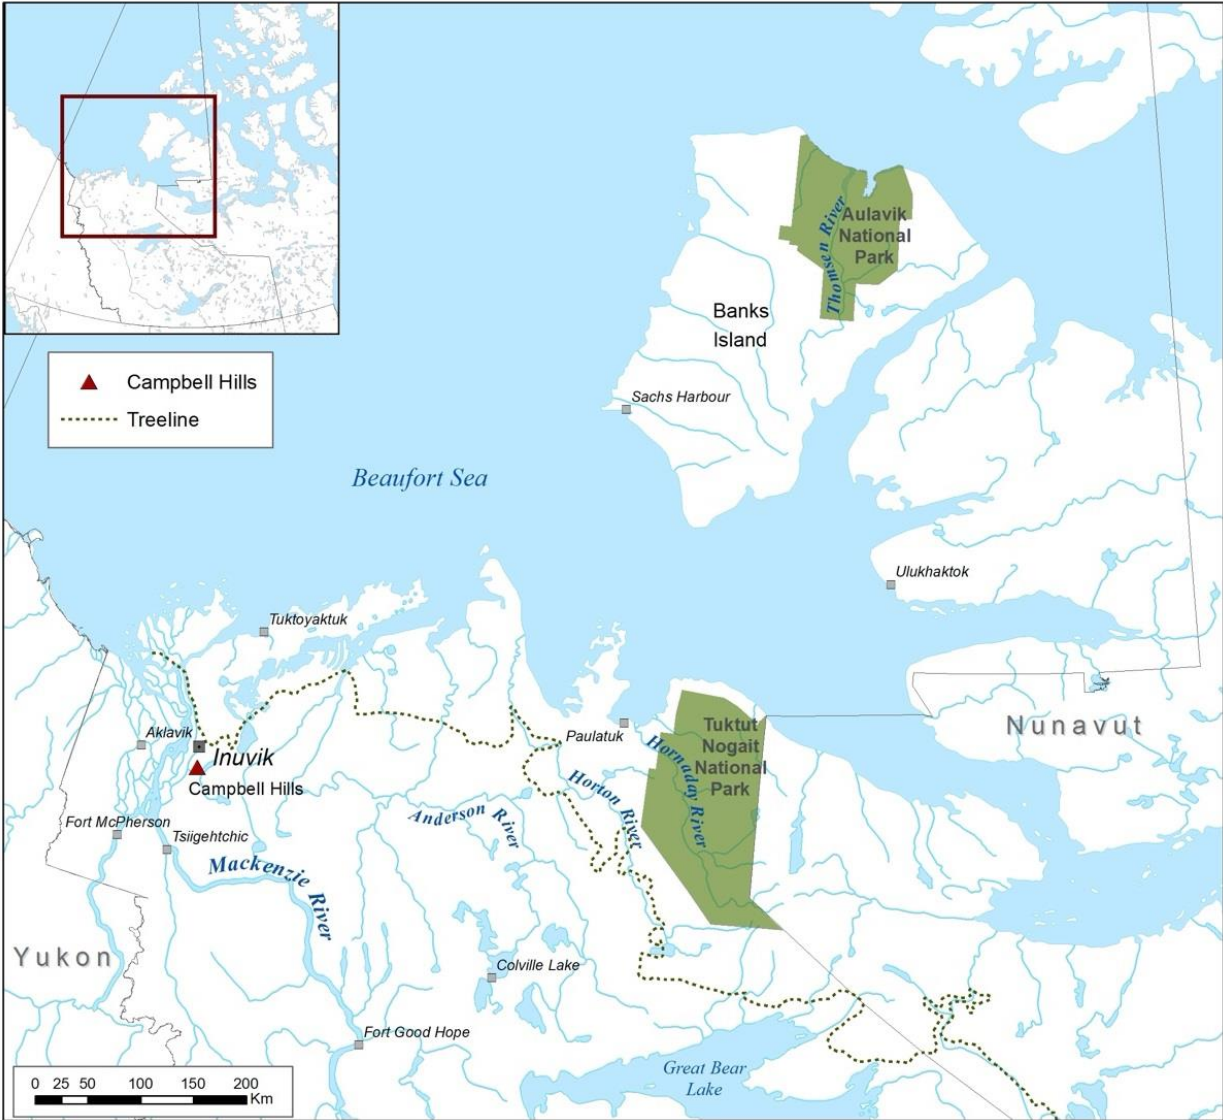 Thomsen River
Aulavik
National
Park
Banks
Island
Campbell Hills
Treeline
Sachs Harbour
Beaufort Sea
Ulukhaktok
Tuktoyaktuk
Nunavut
Tuktut
Nogait
National
Park
Hornaday River
Paulatuk
Aklavik
Inuvik
Campbell Hills
Horton River
Anderson River
Fort McPherson
Tsiigehtchic
Mackenzie River
Yukon
Colville Lake
Fort Good Hope
Great Bear
Lake
0 25 50 100 150 200
Km